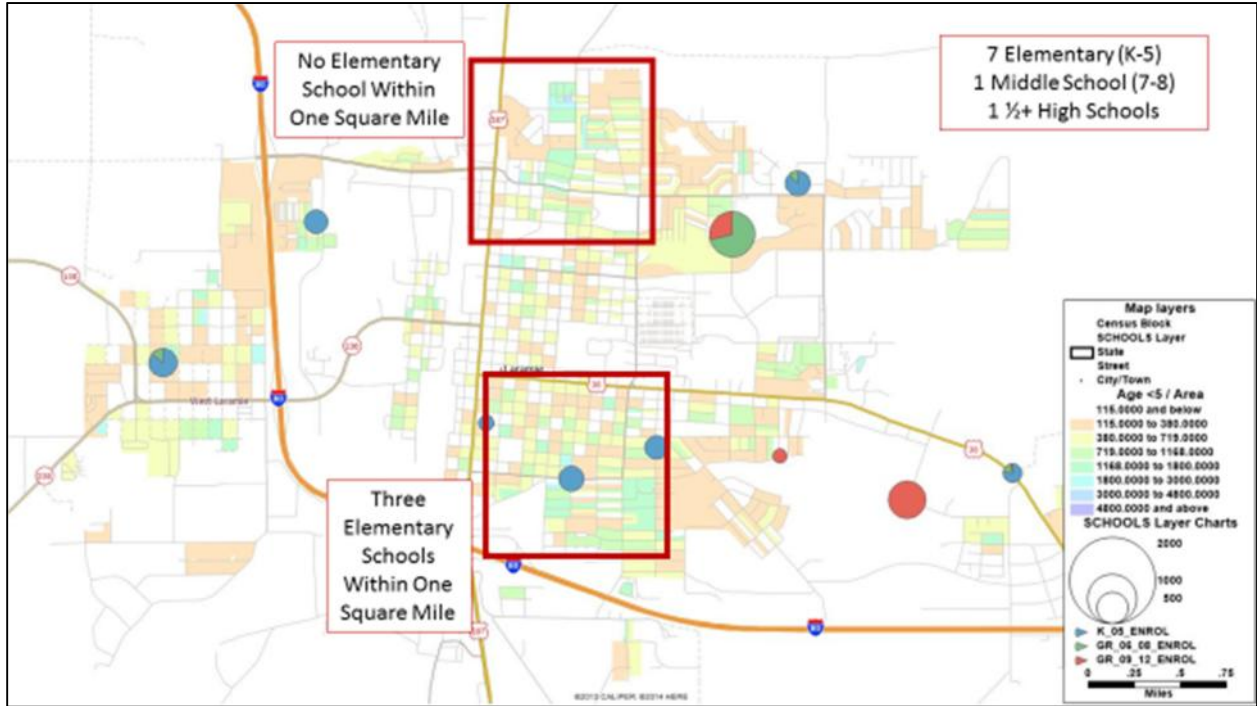 No Elementary
School Within
One Square Mile
7 Elementary (K-5)
1 Middle School (7-8)
1 ½+ High Schools
80
287
230
230
80
West Laramie
Laramie
30
30
Three
Elementary
Schools
Within One
Square Mile
80
287
80
Map layers
Census Block
SCHOOLS Layer
State
Street
City/Town
Age <5 / Area
115.0000 and below
115.0000 to 380.0000
380.0000 to 719.0000
719.0000 to 1168.0000
1168.0000 to 1800.0000
1800.0000 to 3000.0000
3000.0000 to 4800.0000
4800.0000 and above
SCHOOLS Layer Charts
2000
1000
500
K_05_ENROL
GR_06_08_ENROL
GR_09_12_ENROL
0 .25 .5 .75
Miles
©2013 CALIPER; ©2014 HERE